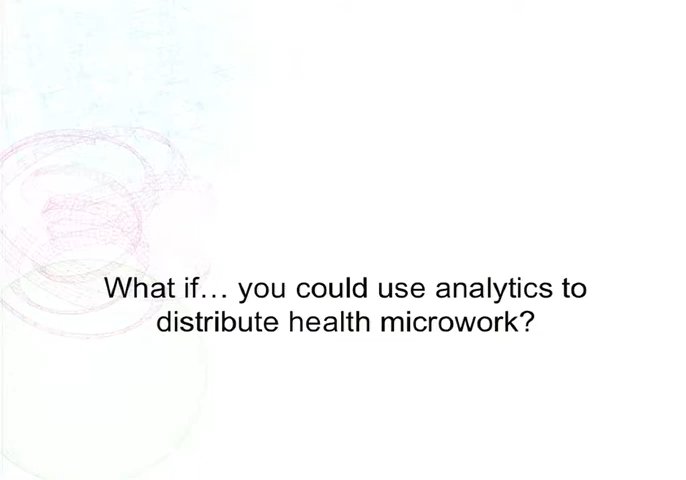 What if… you could use analytics to
distribute health microwork?